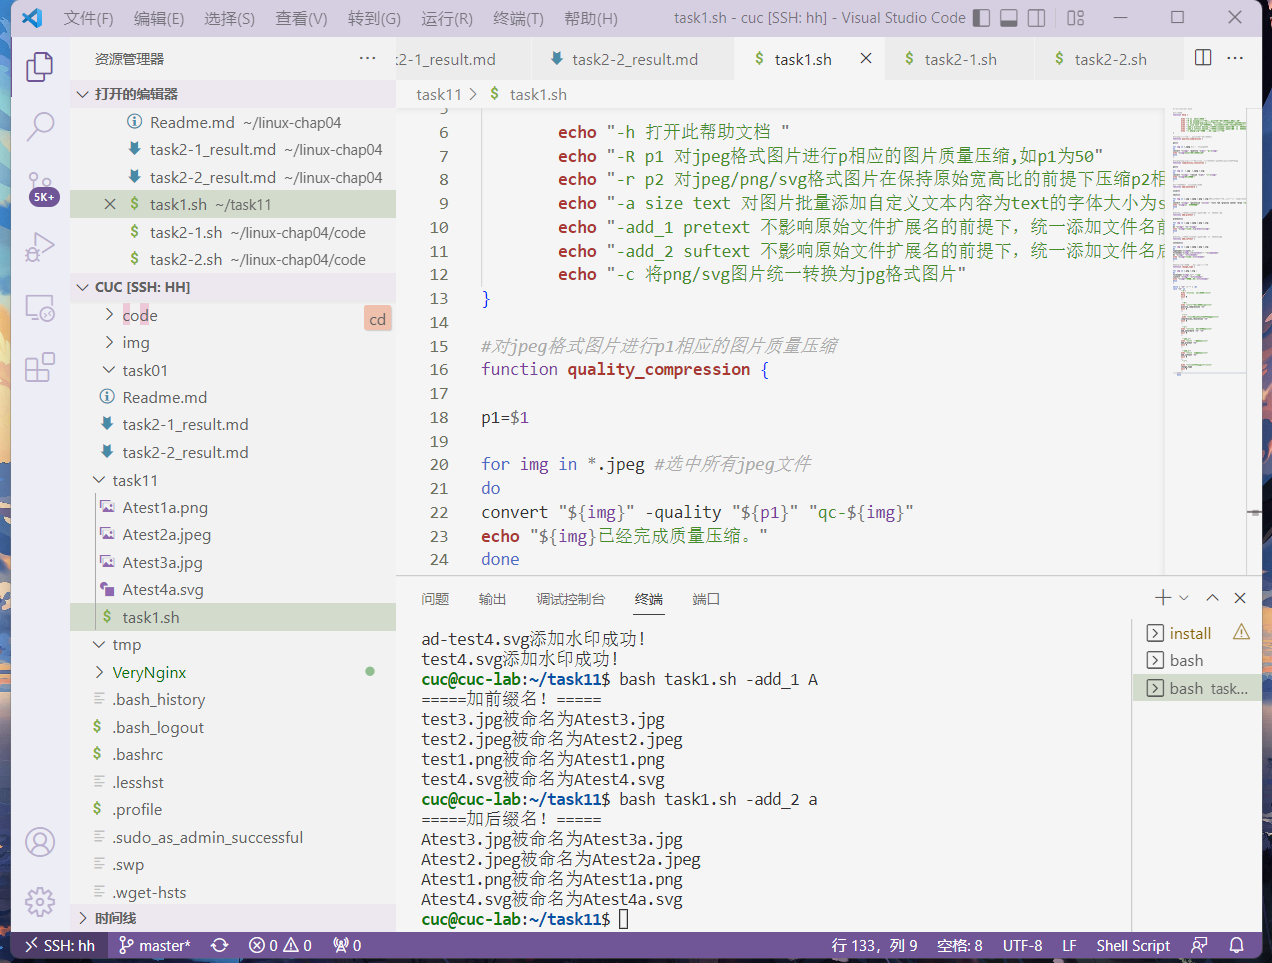 文件(F) 编辑(E) 选择(S) 查看(V) 转到(G) 运行(R) 终端(T) 帮助(H) task1.sh - cuc [SSH: hh] - Visual Studio Code
资源管理器
2-1_result.md task2-2_result.md task1.sh task2-1.sh task2-2.sh
打开的编辑器
Readme.md ~/linux-chap04
task2-1_result.md ~/linux-chap04
task2-2_result.md ~/linux-chap04
task1.sh ~/task11
task2-1.sh ~/linux-chap04/code
task2-2.sh ~/linux-chap04/code
5K+
CUC [SSH: HH]
code
cd
img
task01
Readme.md
task2-1_result.md
task2-2_result.md
task11
Atest1a.png
Atest2a.jpeg
Atest3a.jpg
Atest4a.svg
task1.sh
tmp
VeryNginx
.bash_history
.bash_logout
.bashrc
.lesshst
.profile
.sudo_as_admin_successful
.swp
.wget-hsts
时间线
task11 > task1.sh
6 echo "-h 打开此帮助文档 "
7 echo "-R p1 对jpeg格式图片进行p相应的图片质量压缩,如p1为50"
8 echo "-r p2 对jpeg/png/svg格式图片在保持原始宽高比的前提下压缩p2相
9 echo "-a size text 对图片批量添加自定义文本内容为text的字体大小为s
10 echo "-add_1 pretext 不影响原始文件扩展名的前提下，统一添加文件名前
11 echo "-add_2 suftext 不影响原始文件扩展名的前提下，统一添加文件名后
12 echo "-c 将png/svg图片统一转换为jpg格式图片"
13 }
14
15 #对jpeg格式图片进行p1相应的图片质量压缩
16 function quality_compression {
17
18 p1=$1
19
20 for img in *.jpeg #选中所有jpeg文件
21 do
22 convert "${img}" -quality "${p1}" "qc-${img}"
23 echo "${img}已经完成质量压缩。"
24 done
问题 输出 调试控制台 终端 端口
ad-test4.svg添加水印成功！
test4.svg添加水印成功！
cuc@cuc-lab:~/task11$ bash task1.sh -add_1 A
=====加前缀名！=====
test3.jpg被命名为Atest3.jpg
test2.jpeg被命名为Atest2.jpeg
test1.png被命名为Atest1.png
test4.svg被命名为Atest4.svg
cuc@cuc-lab:~/task11$ bash task1.sh -add_2 a
=====加后缀名！=====
Atest3.jpg被命名为Atest3a.jpg
Atest2.jpeg被命名为Atest2a.jpeg
Atest1.png被命名为Atest1a.png
Atest4.svg被命名为Atest4a.svg
cuc@cuc-lab:~/task11$
install
bash
bash task...
SSH: hh master* 0 0 0 行 133，列 9 空格: 8 UTF-8 LF Shell Script